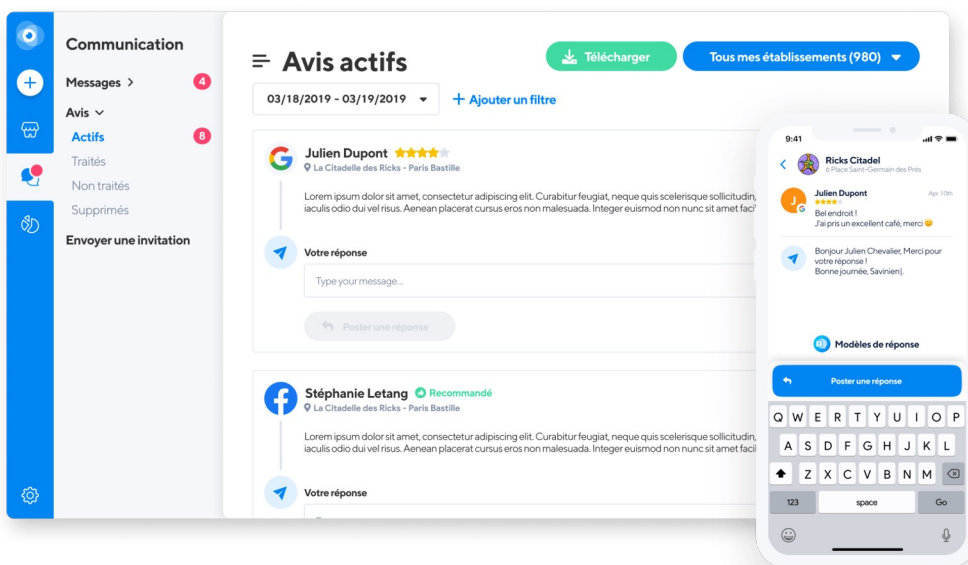 Communication
Messages >
4
Avis
Actifs
8
Traités
Non traités
Supprimés
Envoyer une invitation
Avis actifs
Télécharger
Tous mes établissements (980)
03/18/2019 - 03/19/2019
+ Ajouter un filtre
Julien Dupont
La Citadelle des Ricks - Paris Bastille
Lorem ipsum dolor sit amet, consectetur adipiscing elit. Curabitur feugiat, neque quis scelerisque sollicitudin,
iaculis odio dui vel risus. Aenean placerat cursus eros non malesuada. Integer euismod non nunc sit amet faci
Votre réponse
Type your message...
Poster une réponse
Stéphanie Letang
Recommandé
La Citadelle des Ricks - Paris Bastille
Lorem ipsum dolor sit amet, consectetur adipiscing elit. Curabitur feugiat, neque quis scelerisque sollicitudin,
iaculis odio dui vel risus. Aenean placerat cursus eros non malesuada. Integer euismod non nunc sit amet facil
Votre réponse
9:41
Ricks Citadel
6 Place Saint-Germain des Prés
J
G
Julien Dupont
Apr 10th
Bel endroit !
J'ai pris un excellent café, merci 😊
Bonjour Julien Chevalier, Merci pour
votre réponse !
Bonne journée, Savinien|.
Modèles de réponse
Poster une réponse
Q W E R T Y U I O P
A S D F G H J K L
Z X C V B N M
123
space
Go